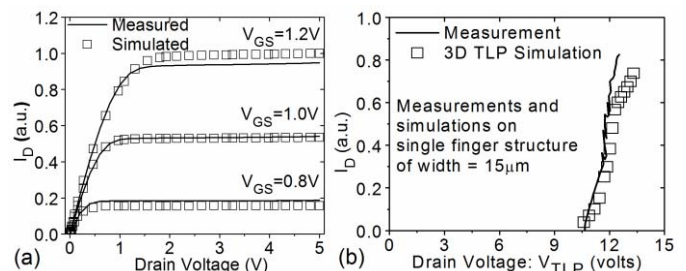 Measured
Simulated
V_GS=1.2V
V_GS=1.0V
V_GS=0.8V
I_D (a.u.)
1.2
1.0
0.8
0.6
0.4
0.2
0.0
0 1 2 3 4 5
(a)
Drain Voltage (V)
Measurement
3D TLP Simulation
Measurements and
simulations on
single finger structure
of width = 15μm
I_D (a.u.)
1.0
0.8
0.6
0.4
0.2
0.0
0 3 6 9 12 15
(b)
Drain Voltage: V_TLP (volts)